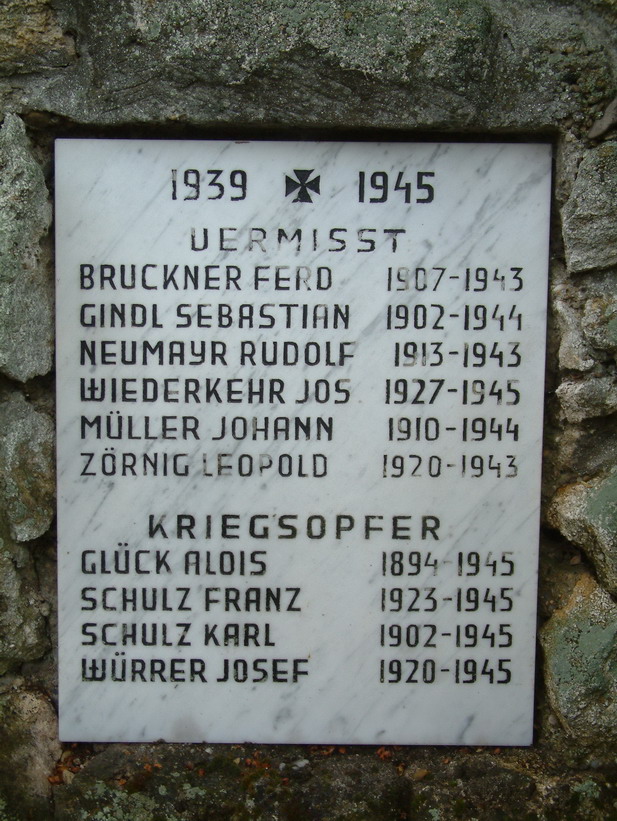 1939 ✠ 1945
VERMISST
BRUCKNER FERD 1907-1943
GINDL SEBASTIAN 1902-1944
NEUMAYR RUDOLF 1913-1943
WIEDERKEHR JOS 1927-1945
MÜLLER JOHANN 1910-1944
ZÖRNIG LEOPOLD 1920-1943
KRIEGSOPFER
GLÜCK ALOIS 1894-1945
SCHULZ FRANZ 1923-1945
SCHULZ KARL 1902-1945
WÜRRER JOSEF 1920-1945